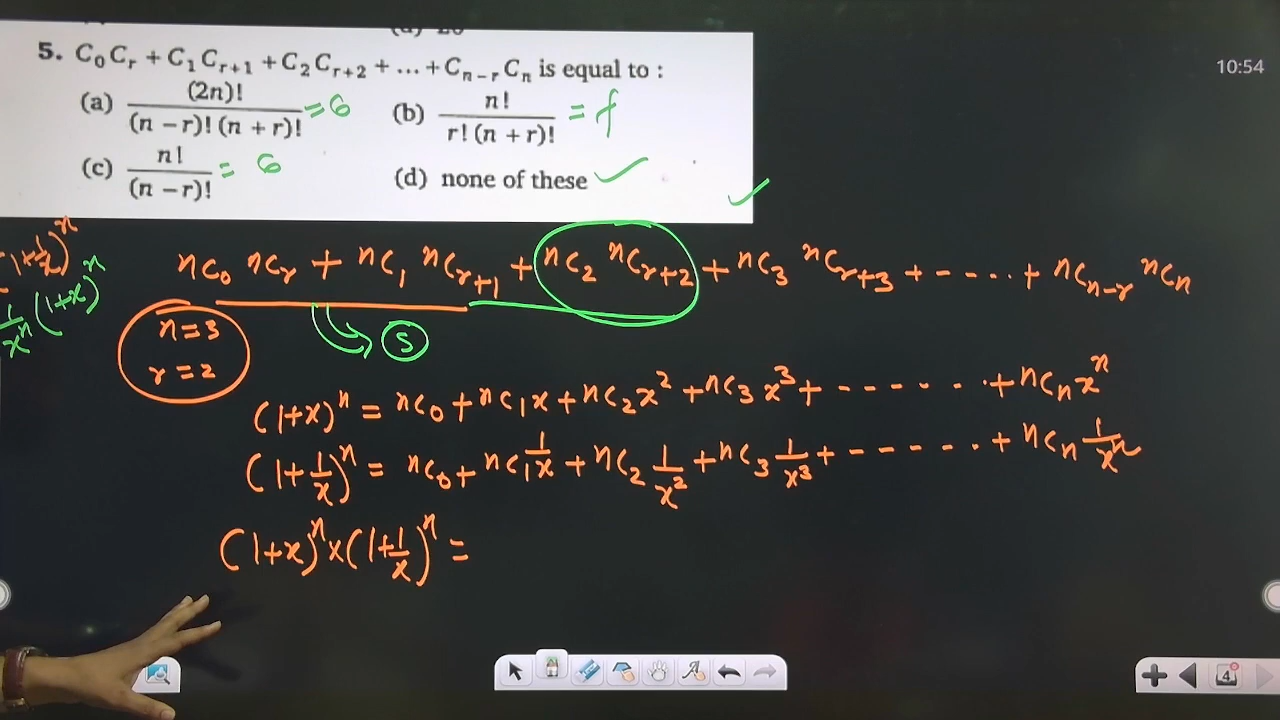 (d) 20
5. C₀Cᵣ + C₁Cᵣ₊₁ + C₂Cᵣ₊₂ + ... + Cₙ₋ᵣCₙ is equal to :
10:54
(a) (2n)! / (n − r)! (n + r)! = 6
(b) n! / r! (n + r)! = f
(c) n! / (n − r)! = 6
(d) none of these ✓
✓
1+1/x)ⁿ
1/xⁿ (1+x)ⁿ
ⁿC₀ ⁿCᵣ + ⁿC₁ ⁿCᵣ₊₁ + ⁿC₂ ⁿCᵣ₊₂ + ⁿC₃ ⁿCᵣ₊₃ + - - - - + ⁿCₙ₋ᵣ ⁿCₙ
n=3
r=2
5
(1+x)ⁿ = ⁿC₀ + ⁿC₁x + ⁿC₂x² + ⁿC₃x³ + - - - - - - + ⁿCₙxⁿ
(1+1/x)ⁿ = ⁿC₀ + ⁿC₁ 1/x + ⁿC₂ 1/x² + ⁿC₃ 1/x³ + - - - - - - + ⁿCₙ 1/xⁿ
(1+x)ⁿ × (1+1/x)ⁿ =
4